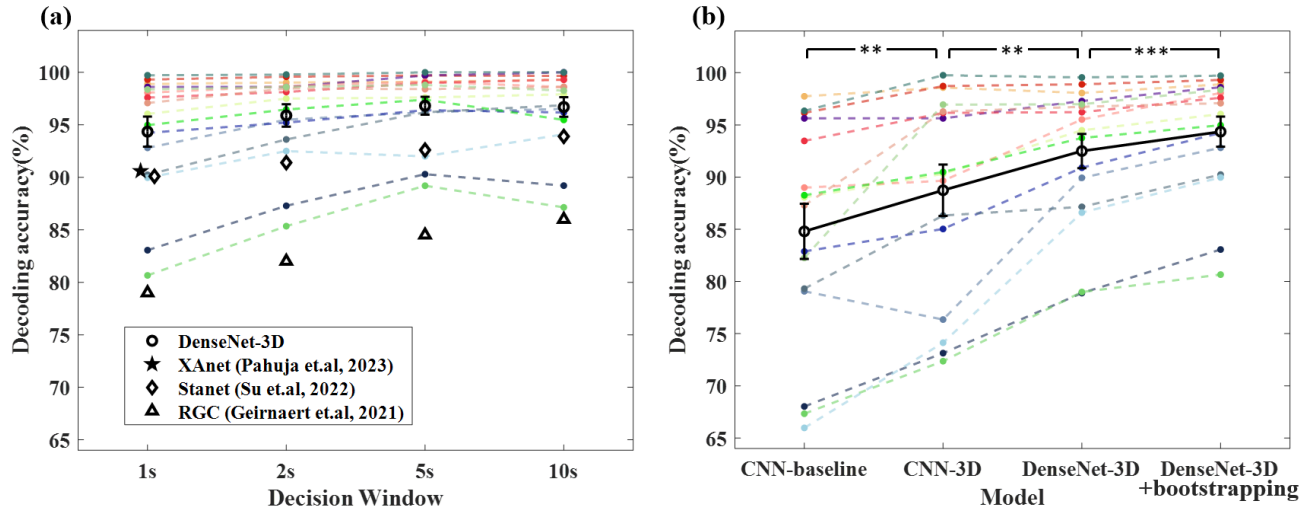 (a)
Decoding accuracy(%)
100
95
90
85
80
75
70
65
DenseNet-3D
XAnet (Pahuja et.al, 2023)
Stanet (Su et.al, 2022)
RGC (Geirnaert et.al, 2021)
1s 2s 5s 10s
Decision Window
(b)
** ** ***
Decoding accuracy(%)
100
95
90
85
80
75
70
65
CNN-baseline CNN-3D DenseNet-3D DenseNet-3D
+bootstrapping
Model